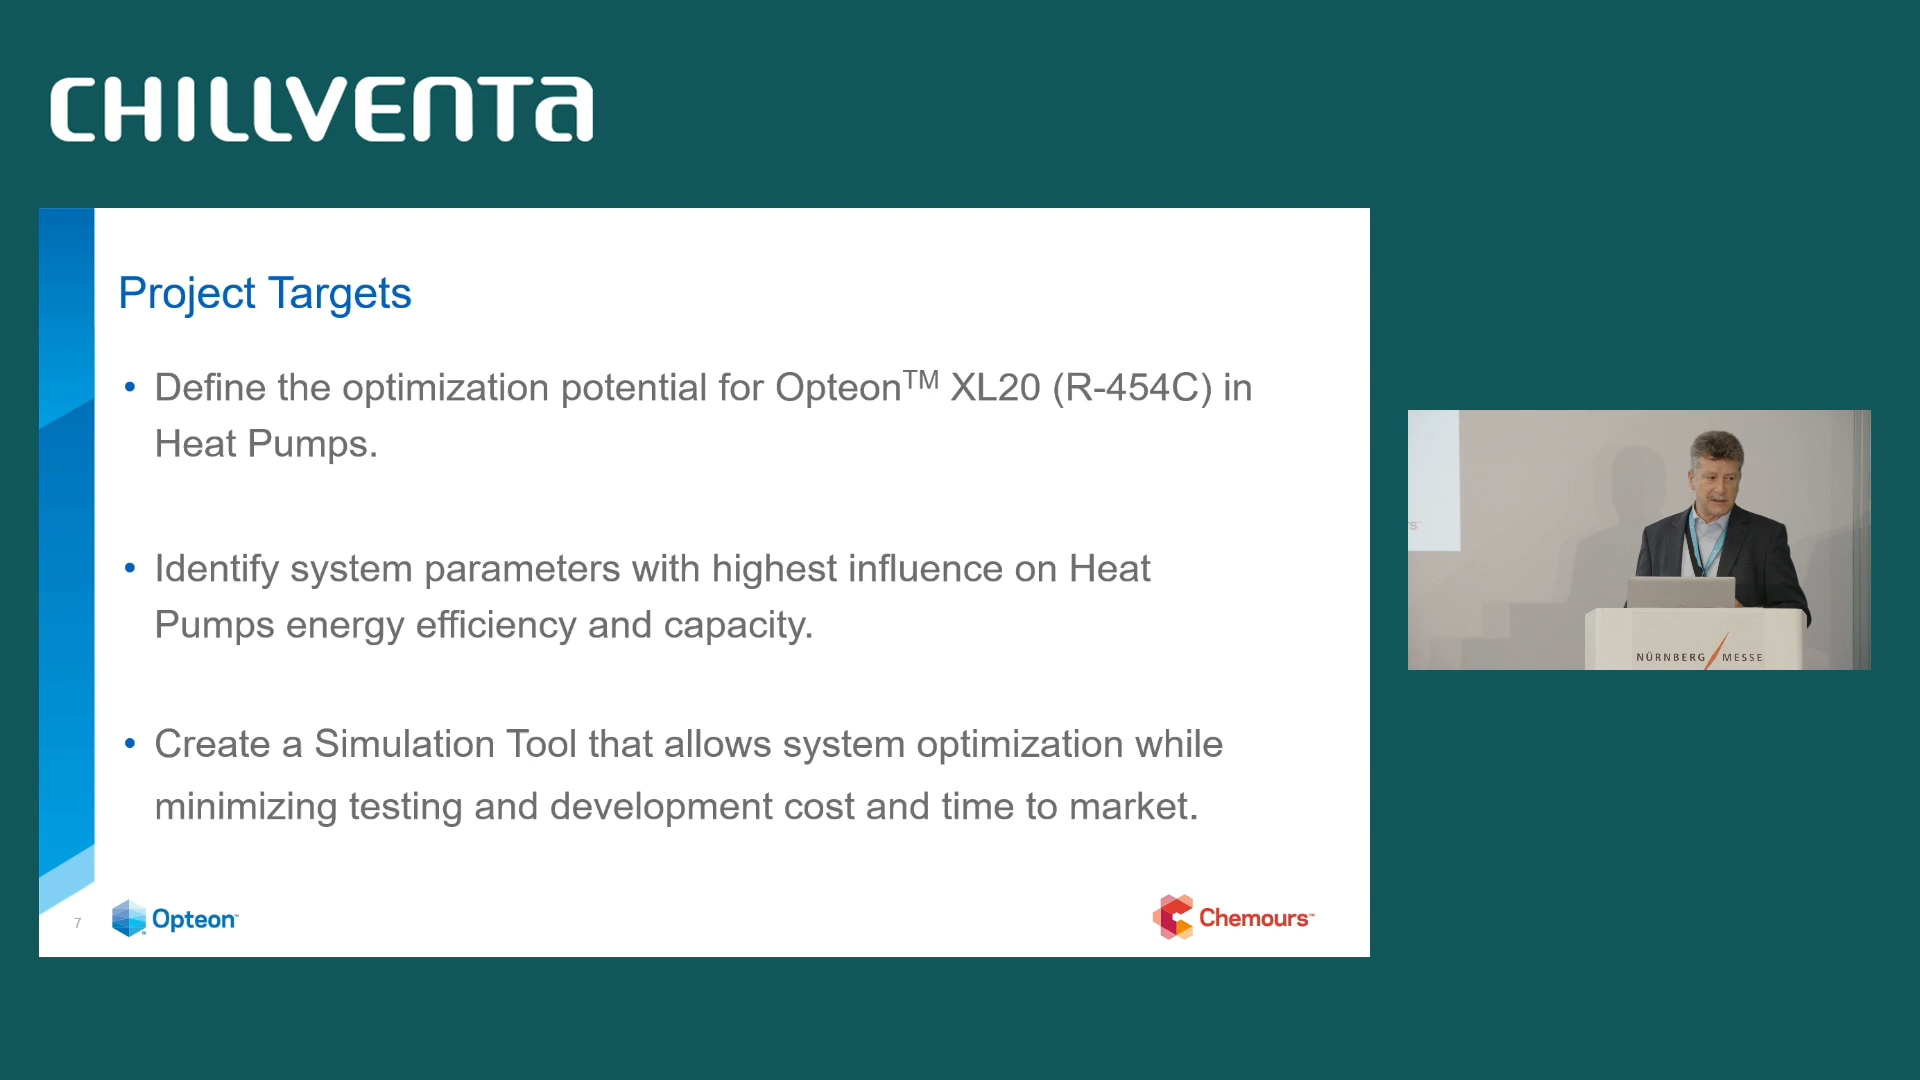 CHILLVENTA
Project Targets
• Define the optimization potential for Opteon™ XL20 (R-454C) in
Heat Pumps.
• Identify system parameters with highest influence on Heat
Pumps energy efficiency and capacity.
• Create a Simulation Tool that allows system optimization while
minimizing testing and development cost and time to market.
7
Opteon™
Chemours™
NÜRNBERG MESSE